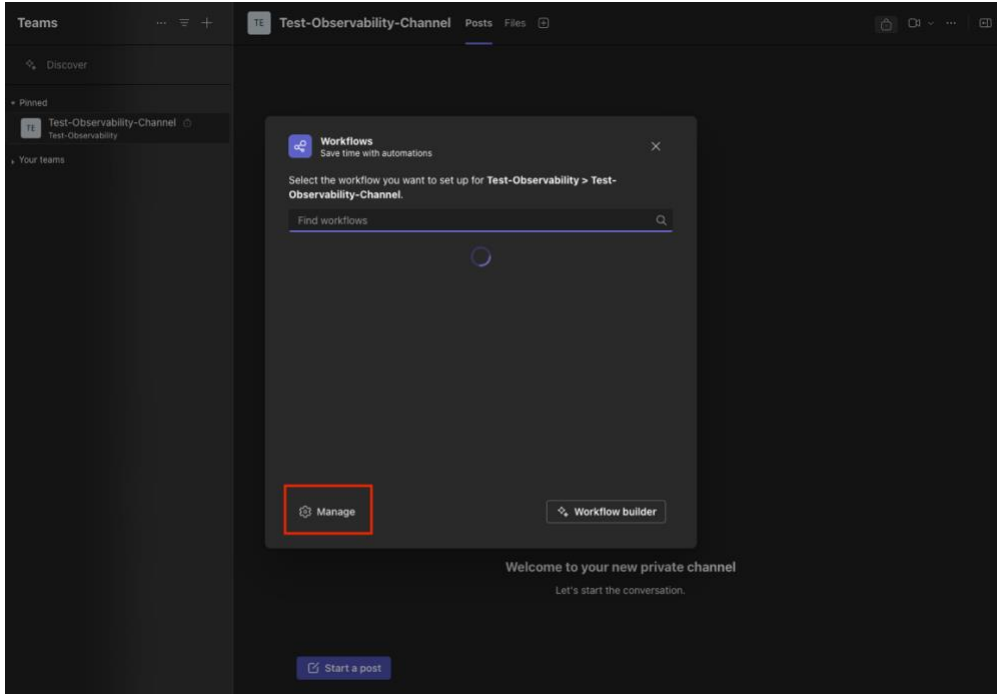 Teams
TE Test-Observability-Channel Posts Files
Discover
Pinned
TE Test-Observability-Channel
Test-Observability
Your teams
Workflows
Save time with automations
Select the workflow you want to set up for Test-Observability > Test-
Observability-Channel.
Find workflows
Manage
Workflow builder
Welcome to your new private channel
Let's start the conversation.
Start a post